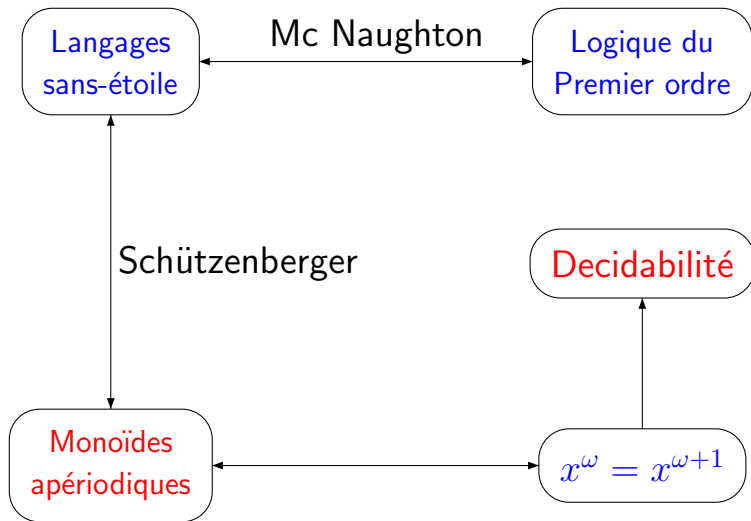 Langages
sans-étoile
Mc Naughton
Logique du
Premier ordre
Schützenberger
Decidabilité
Monoïdes
apériodiques
x^ω = x^{ω+1}